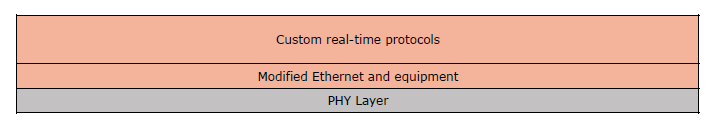 Custom real-time protocols
Modified Ethernet and equipment
PHY Layer